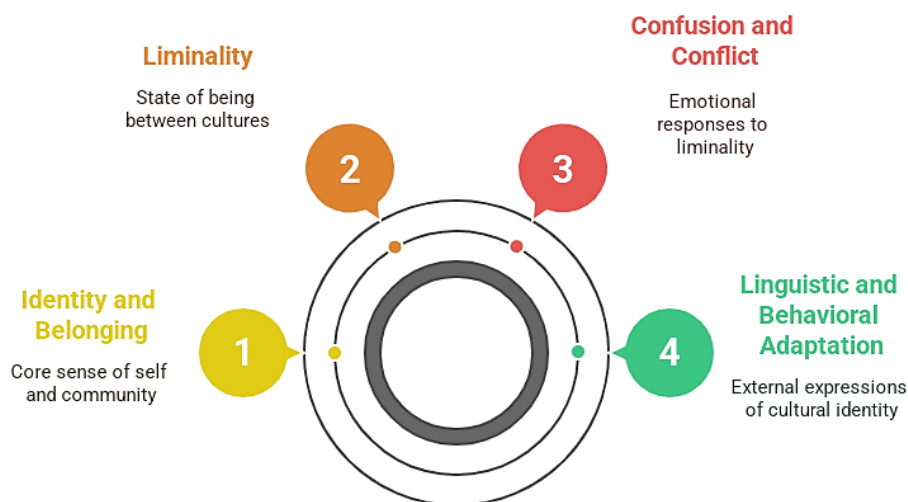 Identity and
Belonging
Core sense of self
and community
1
Liminality
State of being
between cultures
2
Confusion and
Conflict
Emotional
responses to
liminality
3
Linguistic and
Behavioral
Adaptation
External expressions
of cultural identity
4